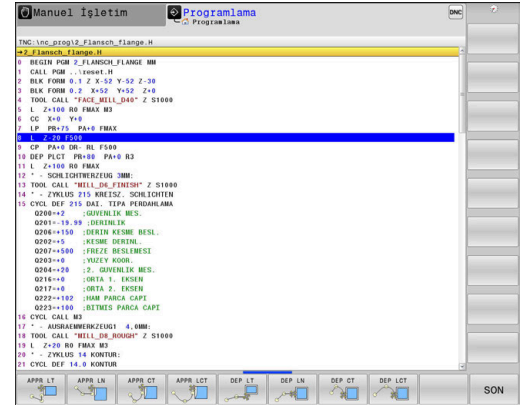 Manuel İşletim
Programlama
Programlama
DNC
TNC:\nc_prog\2_Flansch_flange.H
→2_Flansch_flange.H
0 BEGIN PGM 2_FLANSCH_FLANGE MM
1 CALL PGM ..\reset.H
2 BLK FORM 0.1 Z X-52 Y-52 Z-30
3 BLK FORM 0.2 X+52 Y+52 Z+0
4 TOOL CALL "FACE_MILL_D40" Z S1000
5 L Z+100 R0 FMAX M3
6 CC X+0 Y+0
7 LP PR+75 PA+0 FMAX
8 L Z-20 F500
9 CP PA+0 DR- RL F500
10 DEP PLCT PR+80 PA+0 R3
11 L Z+100 R0 FMAX
12 * - SCHLICHTWERZEUG 3MM:
13 TOOL CALL "MILL_D6_FINISH" Z S1000
14 * - ZYKLUS 215 KREISZ. SCHLICHTEN
15 CYCL DEF 215 DAI. TIPA PERDAHLAMA
Q200=+2 ;GUVENLIK MES.
Q201=-19.99 ;DERINLIK
Q206=+150 ;DERIN KESME BESL.
Q202=+5 ;KESME DERINL.
Q207=+500 ;FREZE BESLEMESI
Q203=+0 ;YUZEY KOOR.
Q204=+20 ;2. GUVENLIK MES.
Q216=+0 ;ORTA 1. EKSEN
Q217=+0 ;ORTA 2. EKSEN
Q222=+102 ;HAM PARCA CAPI
Q223=+100 ;BITMIS PARCA CAPI
16 CYCL CALL M3
17 * - AUSRAEMWERKZEUG1 4,0MM:
18 TOOL CALL "MILL_D8_ROUGH" Z S1000
19 L Z+20 R0 FMAX M3
20 * - ZYKLUS 14 KONTUR:
21 CYCL DEF 14.0 KONTUR
APPR LT
APPR LN
APPR CT
APPR LCT
DEP LT
DEP LN
DEP CT
DEP LCT
SON